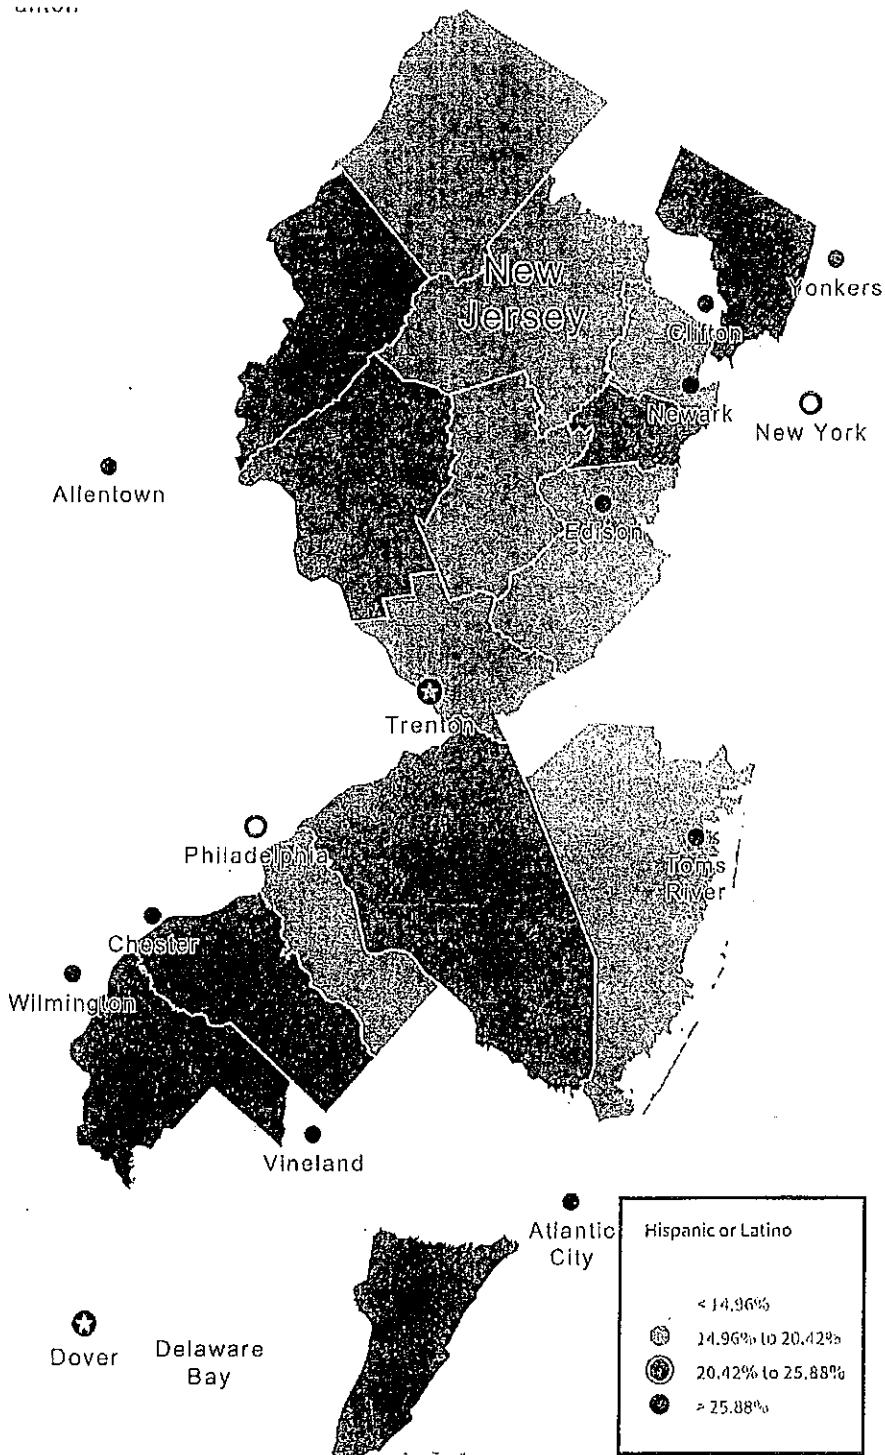 New
Jersey
Yonkers
Clifton
Newark
New York
Allentown
Edison
Trenton
Philadelphia
Toms
River
Chester
Wilmington
Vineland
Atlantic
City
Dover
Delaware
Bay
Hispanic or Latino
< 14.96%
14.96% to 20.42%
20.42% to 25.88%
> 25.88%